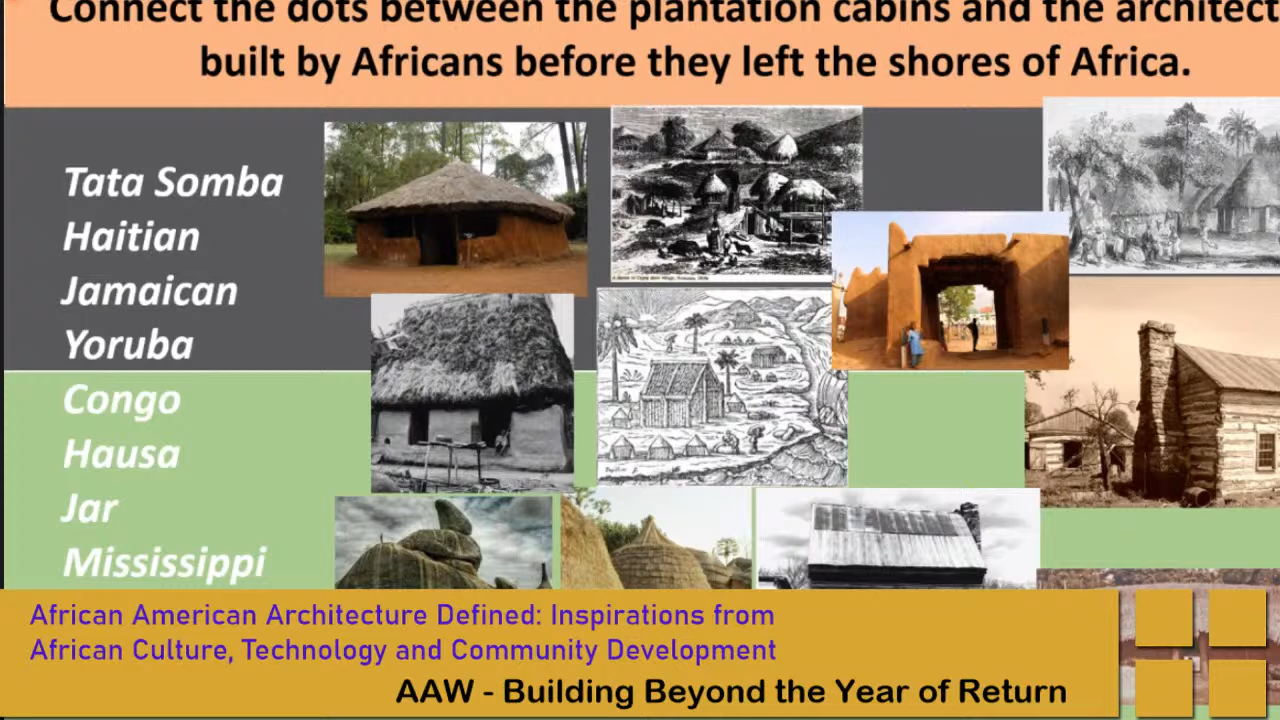 Connect the dots between the plantation cabins and the architect
built by Africans before they left the shores of Africa.
Tata Somba
Haitian
Jamaican
Yoruba
Congo
Hausa
Jar
Mississippi
African American Architecture Defined: Inspirations from
African Culture, Technology and Community Development
AAW - Building Beyond the Year of Return